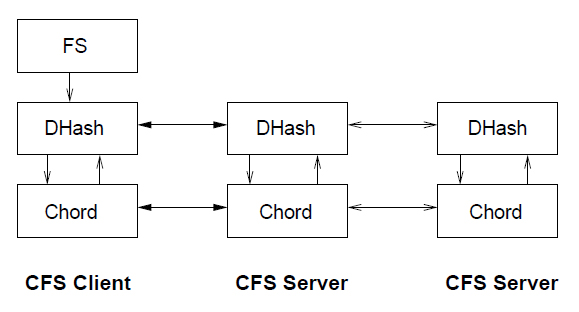 FS
DHash
DHash
DHash
Chord
Chord
Chord
CFS Client
CFS Server
CFS Server